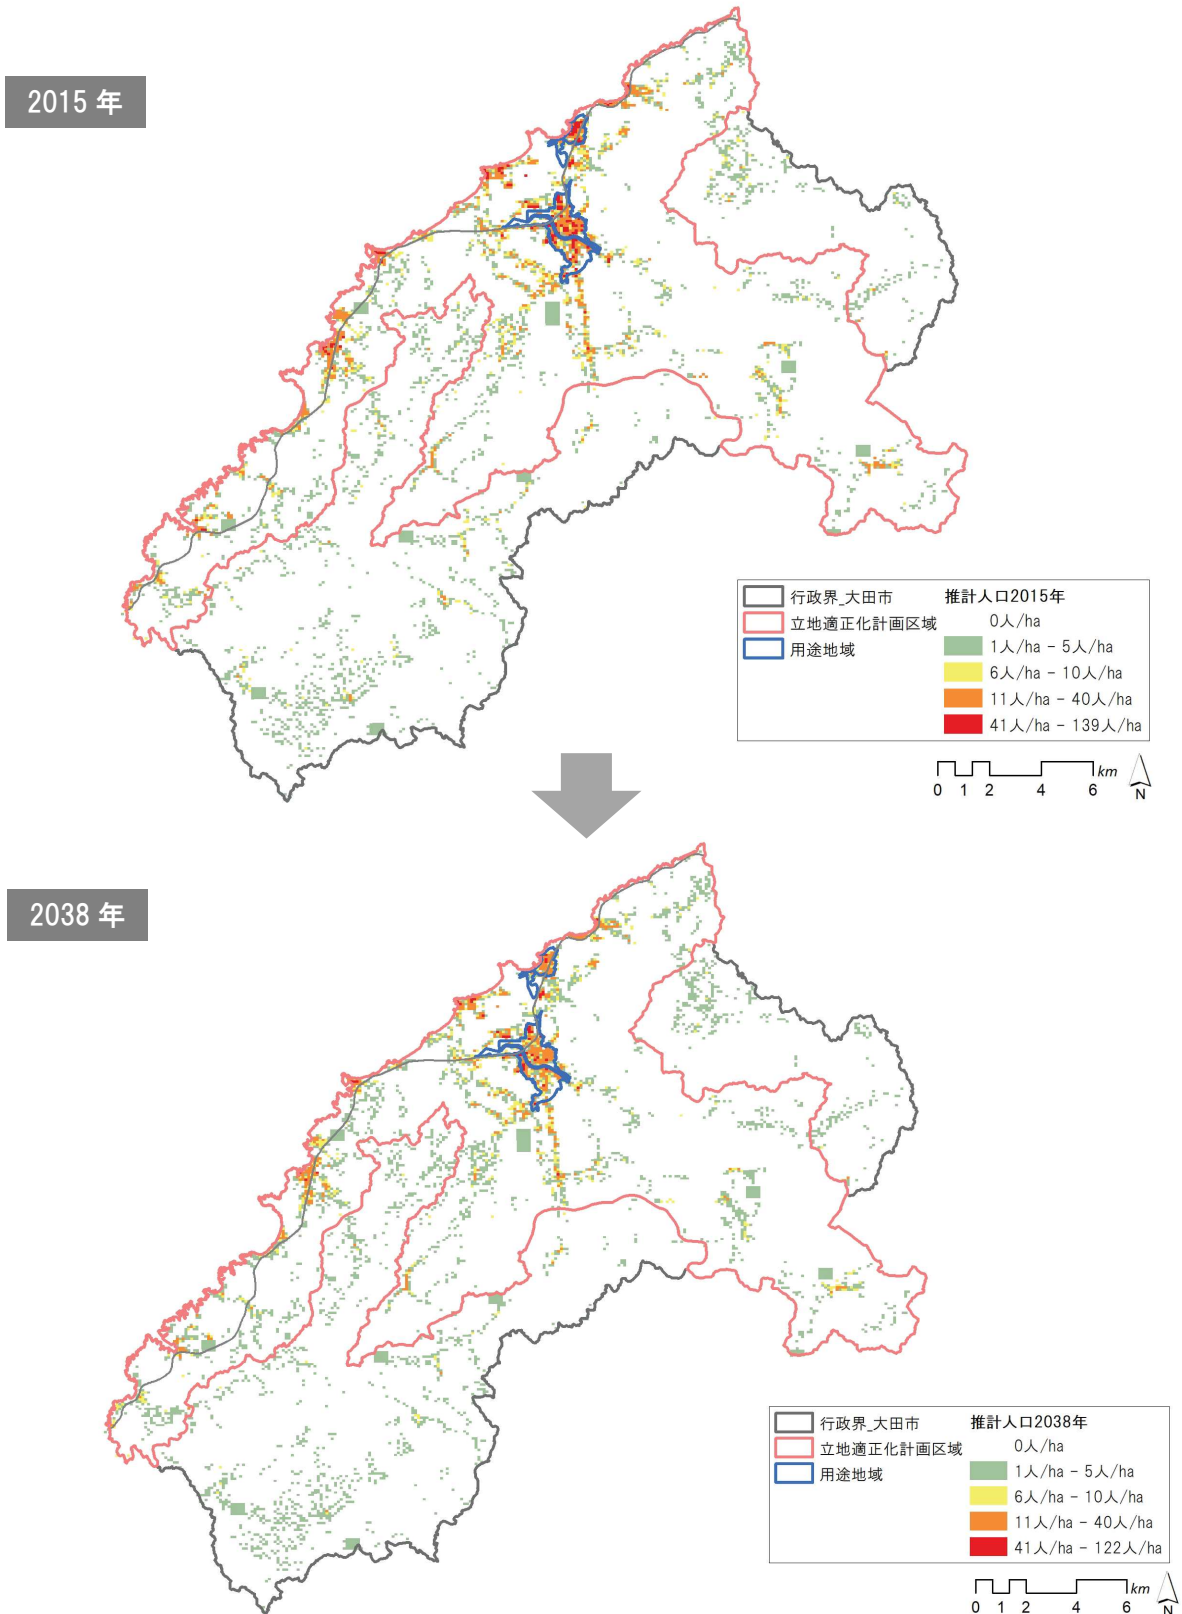 2015 年
行政界_大田市
立地適正化計画区域
用途地域
推計人口2015年
0人/ha
1人/ha - 5人/ha
6人/ha - 10人/ha
11人/ha - 40人/ha
41人/ha - 139人/ha
km
0 1 2 4 6
N
2038 年
行政界_大田市
立地適正化計画区域
用途地域
推計人口2038年
0人/ha
1人/ha - 5人/ha
6人/ha - 10人/ha
11人/ha - 40人/ha
41人/ha - 122人/ha
km
0 1 2 4 6
N